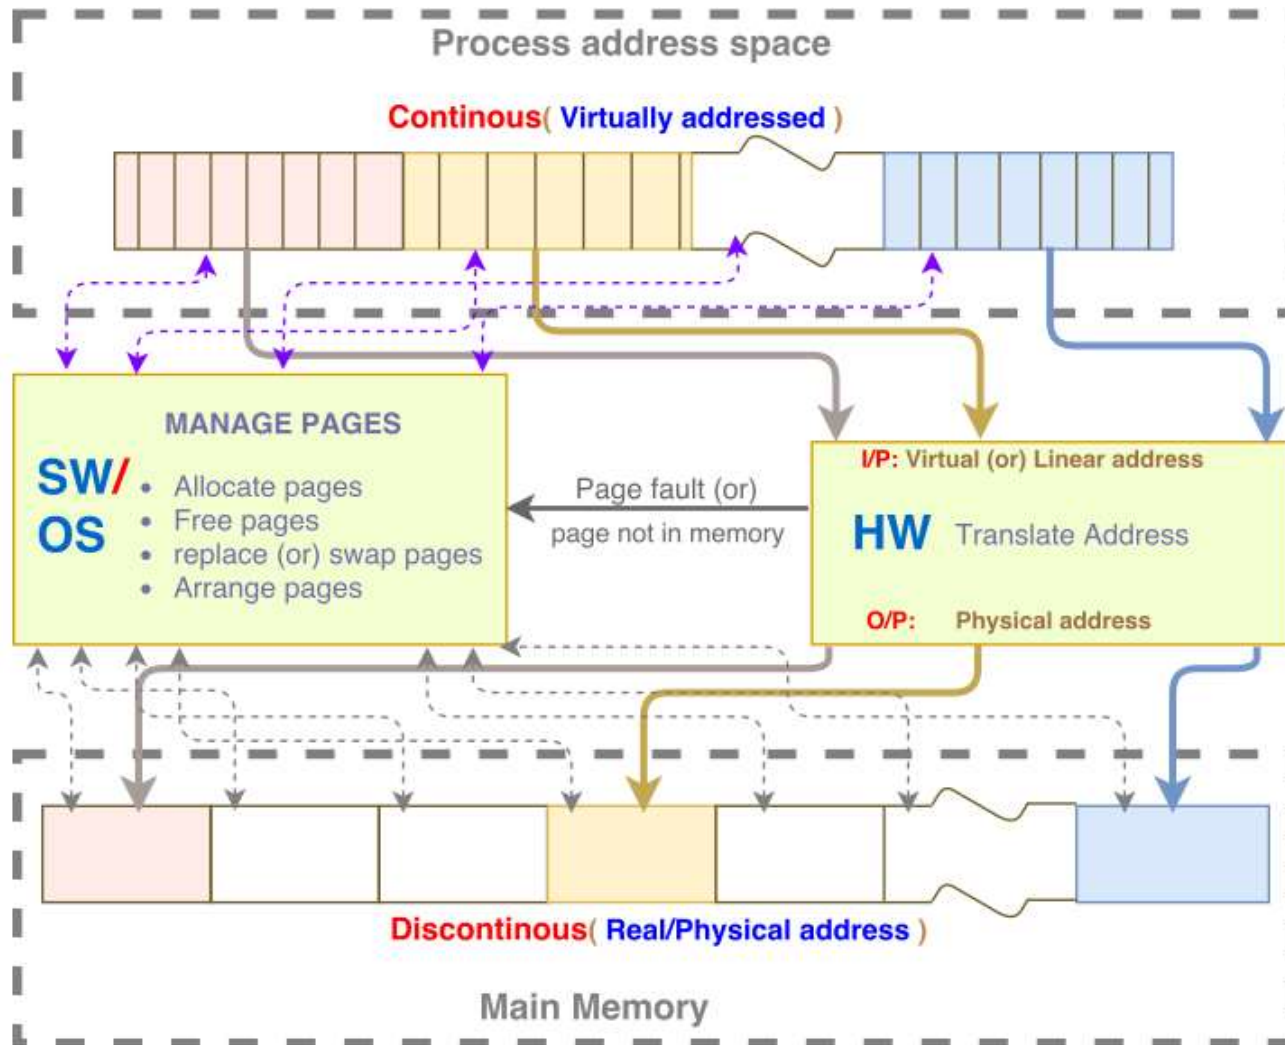 Process address space
Continous( Virtually addressed )
MANAGE PAGES
SW/
OS
• Allocate pages
• Free pages
• replace (or) swap pages
• Arrange pages
Page fault (or)
page not in memory
I/P: Virtual (or) Linear address
HW Translate Address
O/P: Physical address
Discontinous( Real/Physical address )
Main Memory